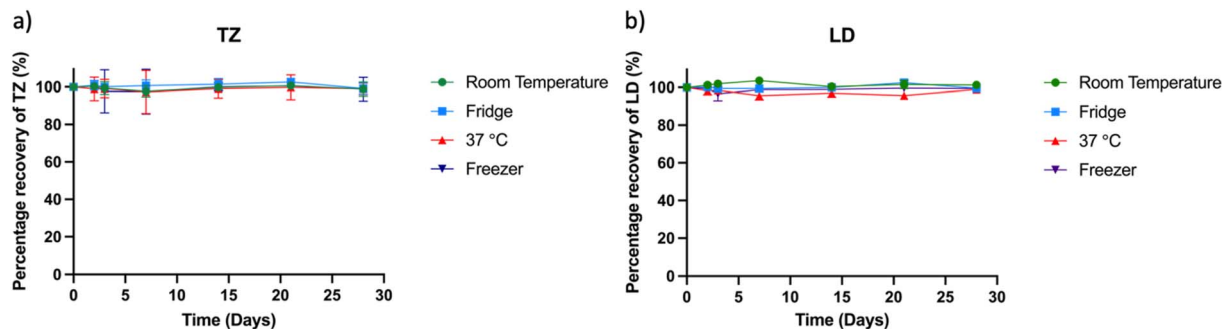 a)
TZ
Percentage recovery of TZ (%)
100
80
60
40
20
0
0 5 10 15 20 25 30
Time (Days)
Room Temperature
Fridge
37 °C
Freezer
b)
LD
Percentage recovery of LD (%)
100
80
60
40
20
0
0 5 10 15 20 25 30
Time (Days)
Room Temperature
Fridge
37 °C
Freezer